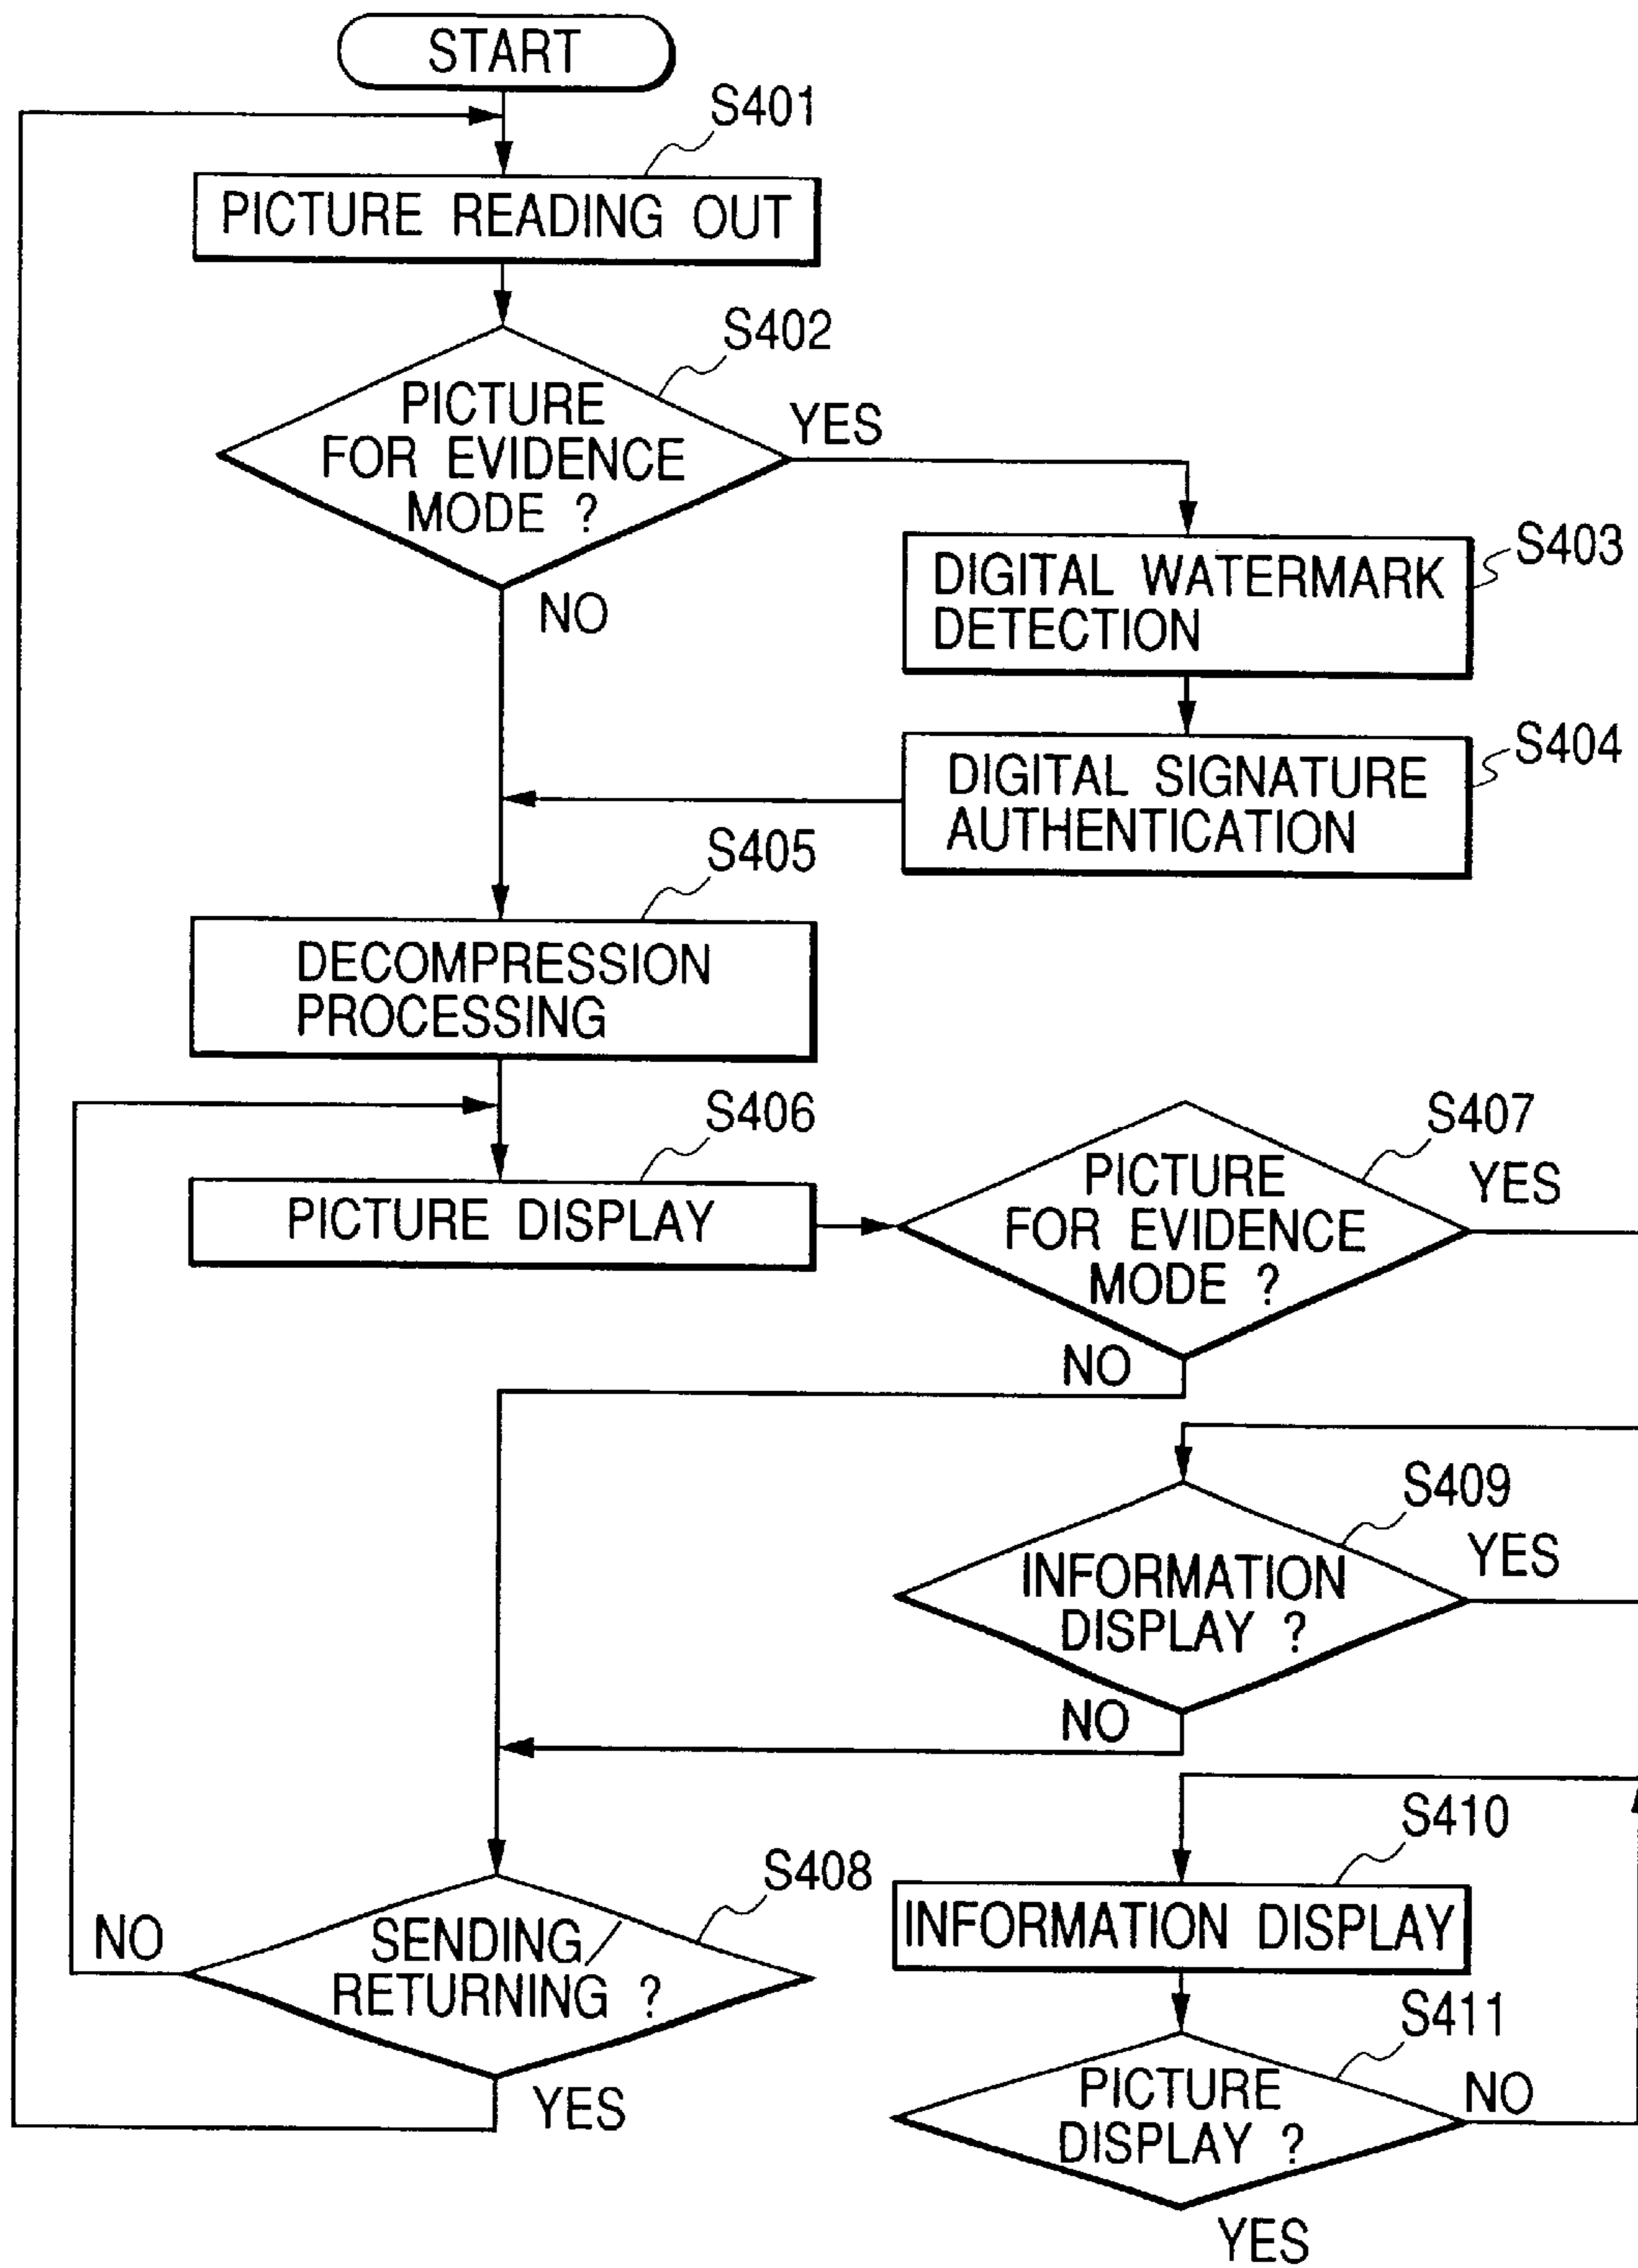 START
S401
PICTURE READING OUT
S402
PICTURE
FOR EVIDENCE
MODE ?
YES
NO
S403
DIGITAL WATERMARK
DETECTION
S404
DIGITAL SIGNATURE
AUTHENTICATION
S405
DECOMPRESSION
PROCESSING
S406
PICTURE DISPLAY
S407
PICTURE
FOR EVIDENCE
MODE ?
YES
NO
S409
INFORMATION
DISPLAY ?
YES
NO
S408
SENDING/
RETURNING ?
NO
YES
S410
INFORMATION DISPLAY
S411
PICTURE
DISPLAY ?
NO
YES